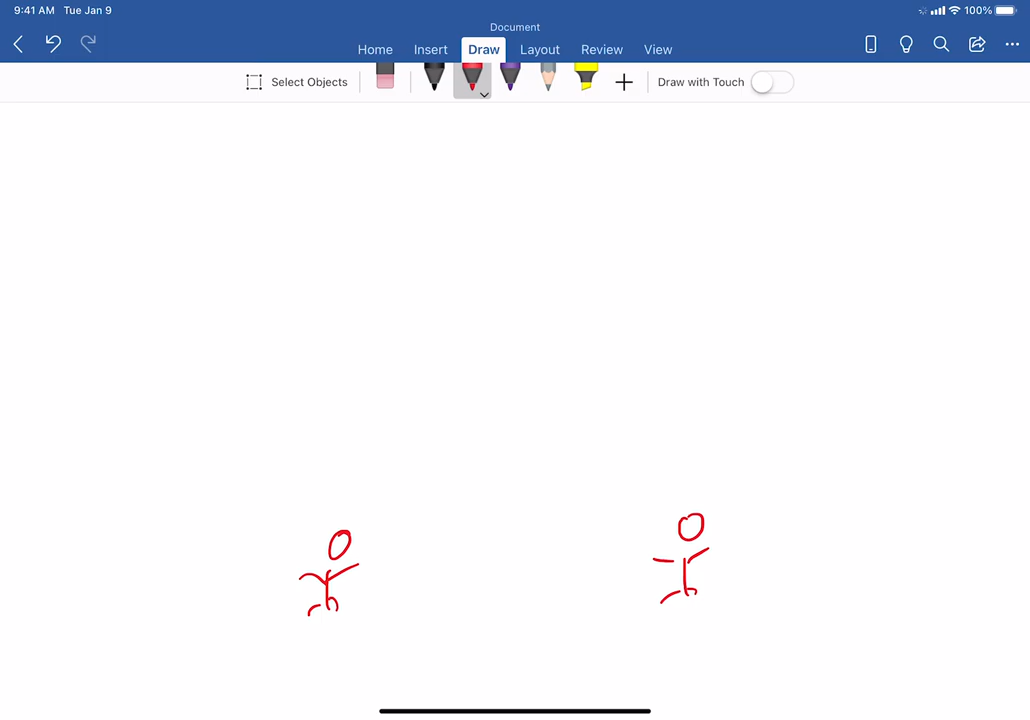 9:41 AM Tue Jan 9 100%
Document
Home Insert Draw Layout Review View
Select Objects Draw with Touch